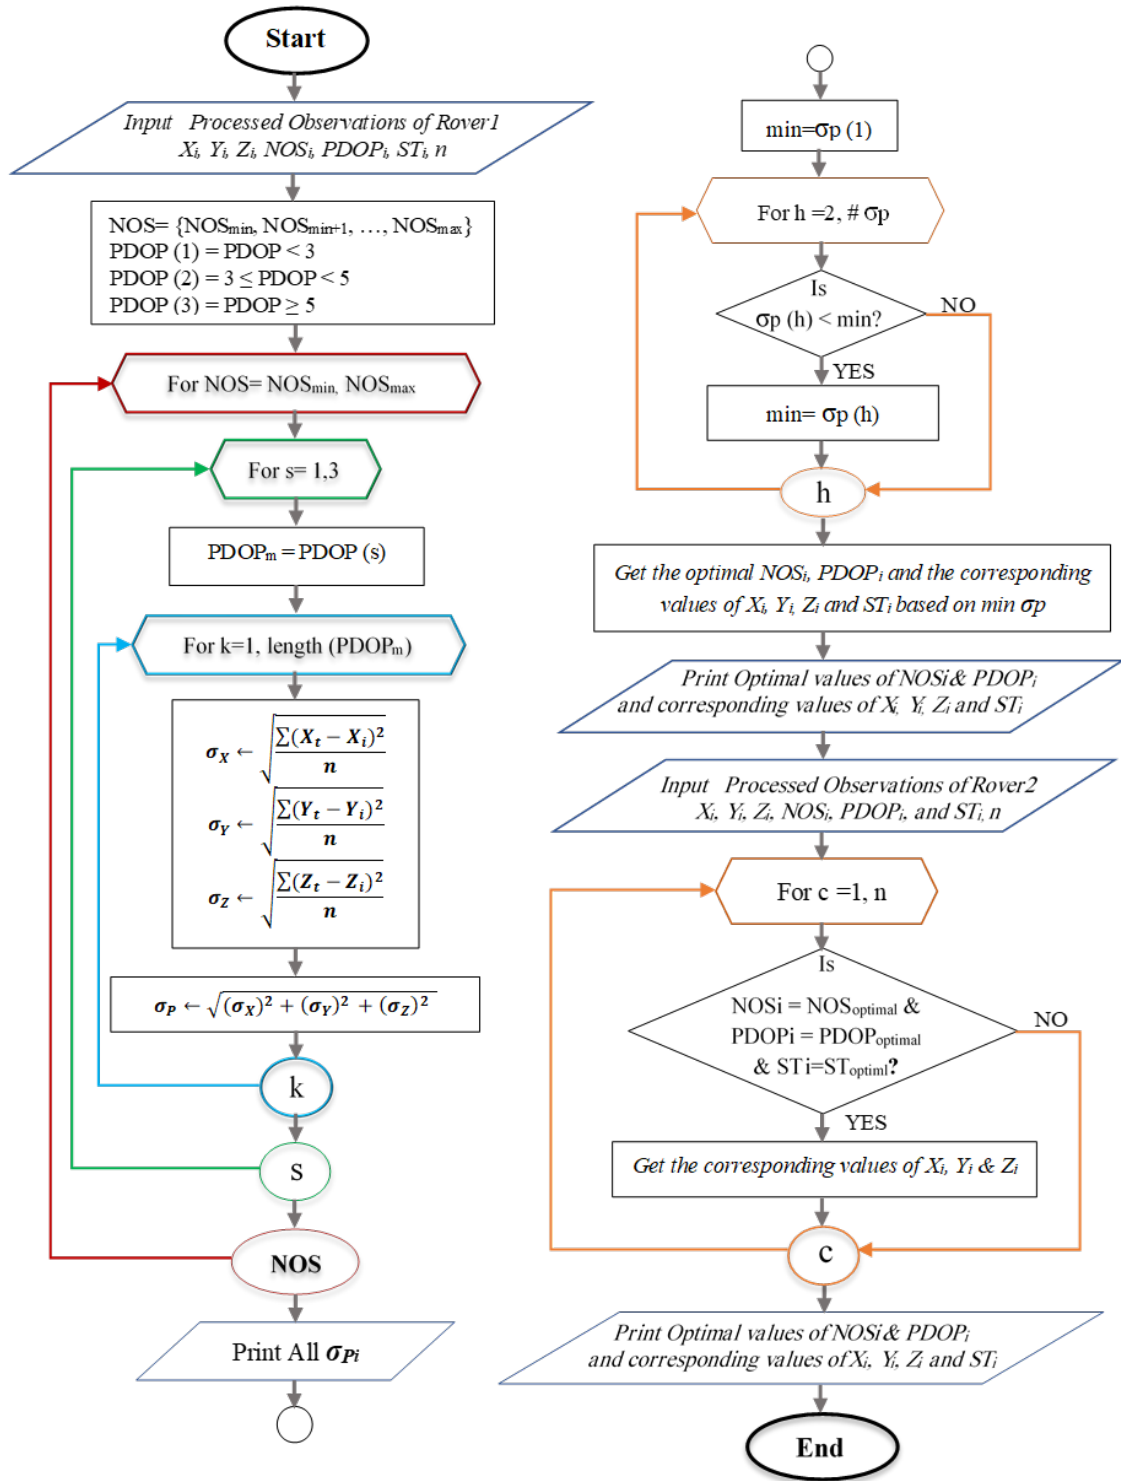 Start
Input Processed Observations of Rover1
Xi, Yi, Zi, NOSi, PDOPi, STi, n
NOS= {NOSmin, NOSmin+1, …, NOSmax}
PDOP (1) = PDOP < 3
PDOP (2) = 3 ≤ PDOP < 5
PDOP (3) = PDOP ≥ 5
For NOS= NOSmin, NOSmax
For s= 1,3
PDOPm = PDOP (s)
For k=1, length (PDOPm)
σX ← √(∑(Xt − Xi)² / n)
σY ← √(∑(Yt − Yi)² / n)
σZ ← √(∑(Zt − Zi)² / n)
σP ← √((σX)² + (σY)² + (σZ)²)
k
s
NOS
Print All σPi
min=σp (1)
For h =2, # σp
Is
σp (h) < min?
NO
YES
min= σp (h)
h
Get the optimal NOSi, PDOPi and the corresponding
values of Xi, Yi, Zi and STi based on min σp
Print Optimal values of NOSi& PDOPi
and corresponding values of Xi, Yi, Zi and STi
Input Processed Observations of Rover2
Xi, Yi, Zi, NOSi, PDOPi, and STi, n
For c =1, n
Is
NOSi = NOSoptimal &
PDOPi = PDOPoptimal
& STi=SToptiml?
NO
YES
Get the corresponding values of Xi, Yi & Zi
c
Print Optimal values of NOSi& PDOPi
and corresponding values of Xi, Yi, Zi and STi
End